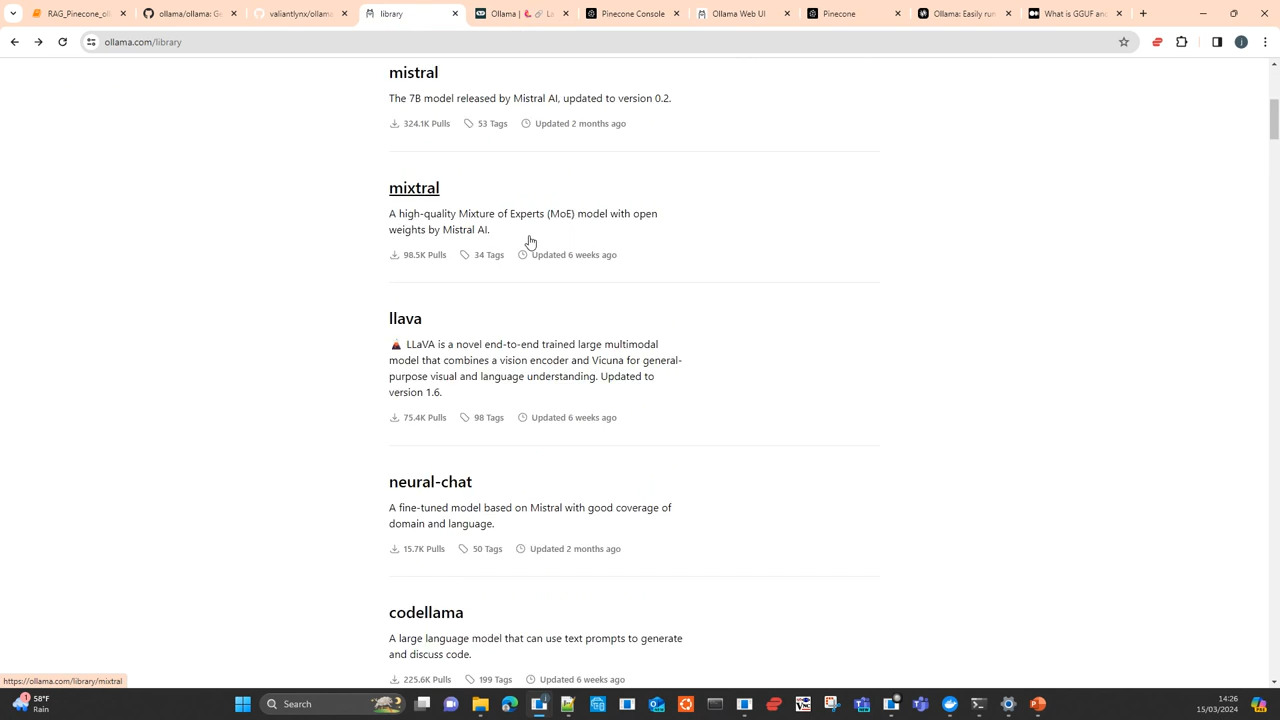 RAG_Pinecone_oll
ollama/ollama: Ge
valiantlynx/ollama
library
Ollama | 🦜️🔗 La
Pinecone Console
Ollama Web UI
Pinecone
Ollama: Easily run
What is GGUF and
ollama.com/library
mistral
The 7B model released by Mistral AI, updated to version 0.2.
324.1K Pulls 53 Tags Updated 2 months ago
mixtral
A high-quality Mixture of Experts (MoE) model with open
weights by Mistral AI.
98.5K Pulls 34 Tags Updated 6 weeks ago
llava
🌋 LLaVA is a novel end-to-end trained large multimodal
model that combines a vision encoder and Vicuna for general-
purpose visual and language understanding. Updated to
version 1.6.
75.4K Pulls 98 Tags Updated 6 weeks ago
neural-chat
A fine-tuned model based on Mistral with good coverage of
domain and language.
15.7K Pulls 50 Tags Updated 2 months ago
codellama
A large language model that can use text prompts to generate
and discuss code.
225.6K Pulls 199 Tags Updated 6 weeks ago
https://ollama.com/library/mixtral
1
58°F
Rain
Search
14:26
15/03/2024